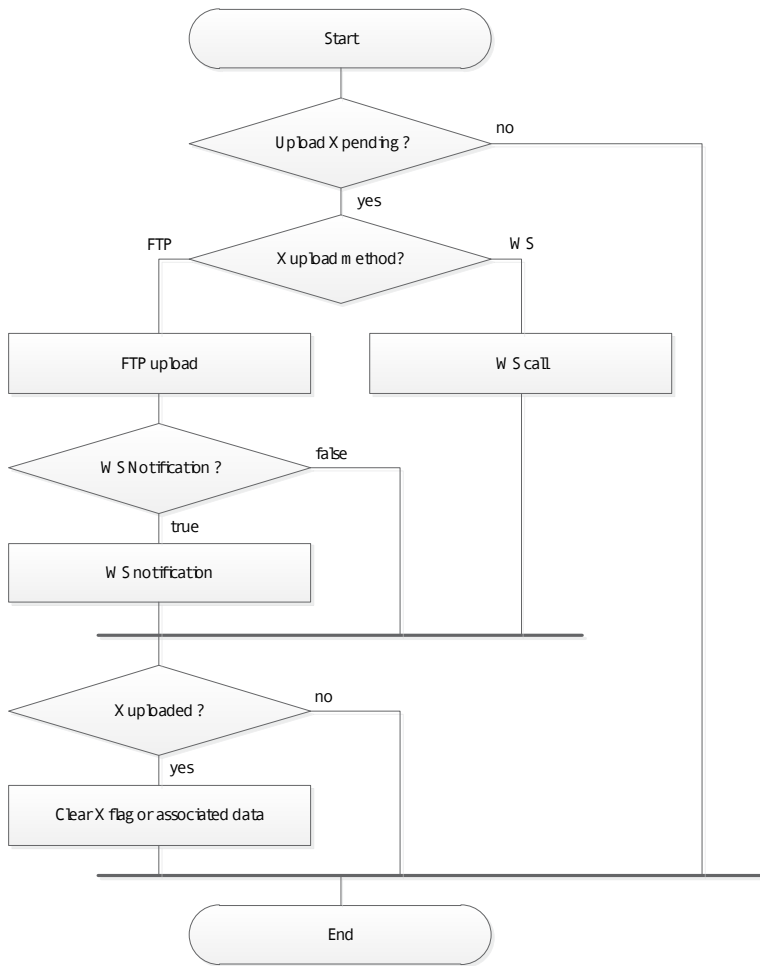 Start
Upload X pending ?
no
yes
FTP
X upload method?
WS
FTP upload
WS call
WS Notification ?
false
true
WS notification
X uploaded ?
no
yes
Clear X flag or associated data
End